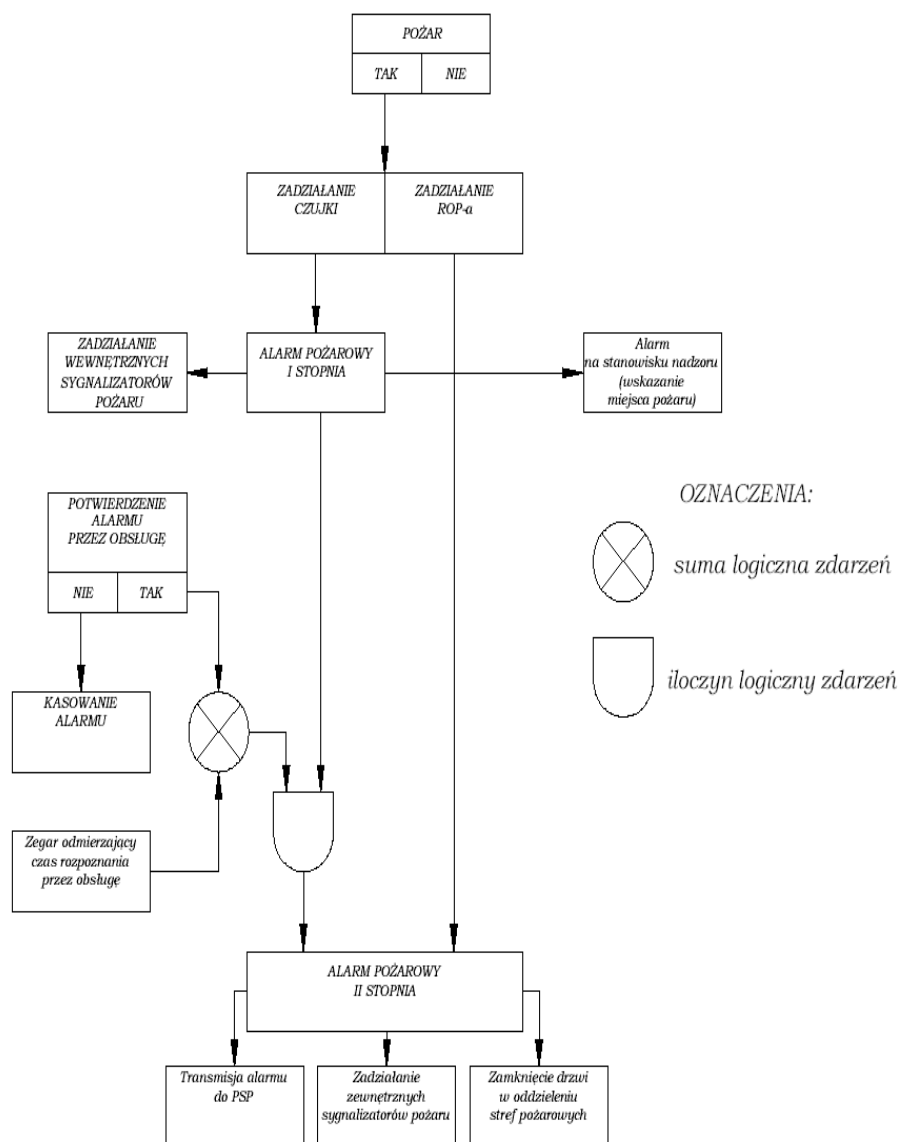 POŻAR
TAK
NIE
ZADZIAŁANIE
CZUJKI
ZADZIAŁANIE
ROP-a
ZADZIAŁANIE
WEWNĘTRZNYCH
SYGNALIZATORÓW
POŻARU
ALARM POŻAROWY
I STOPNIA
Alarm
na stanowisku nadzoru
(wskazanie
miejsca pożaru)
POTWIERDZENIE
ALARMU
PRZEZ OBSŁUGĘ
NIE
TAK
OZNACZENIA:
suma logiczna zdarzeń
iloczyn logiczny zdarzeń
KASOWANIE
ALARMU
Zegar odmierzający
czas rozpoznania
przez obsługę
ALARM POŻAROWY
II STOPNIA
Transmisja alarmu
do PSP
Zadziałanie
zewnętrznych
sygnalizatorów pożaru
Zamknięcie drzwi
w oddzieleniu
stref pożarowych